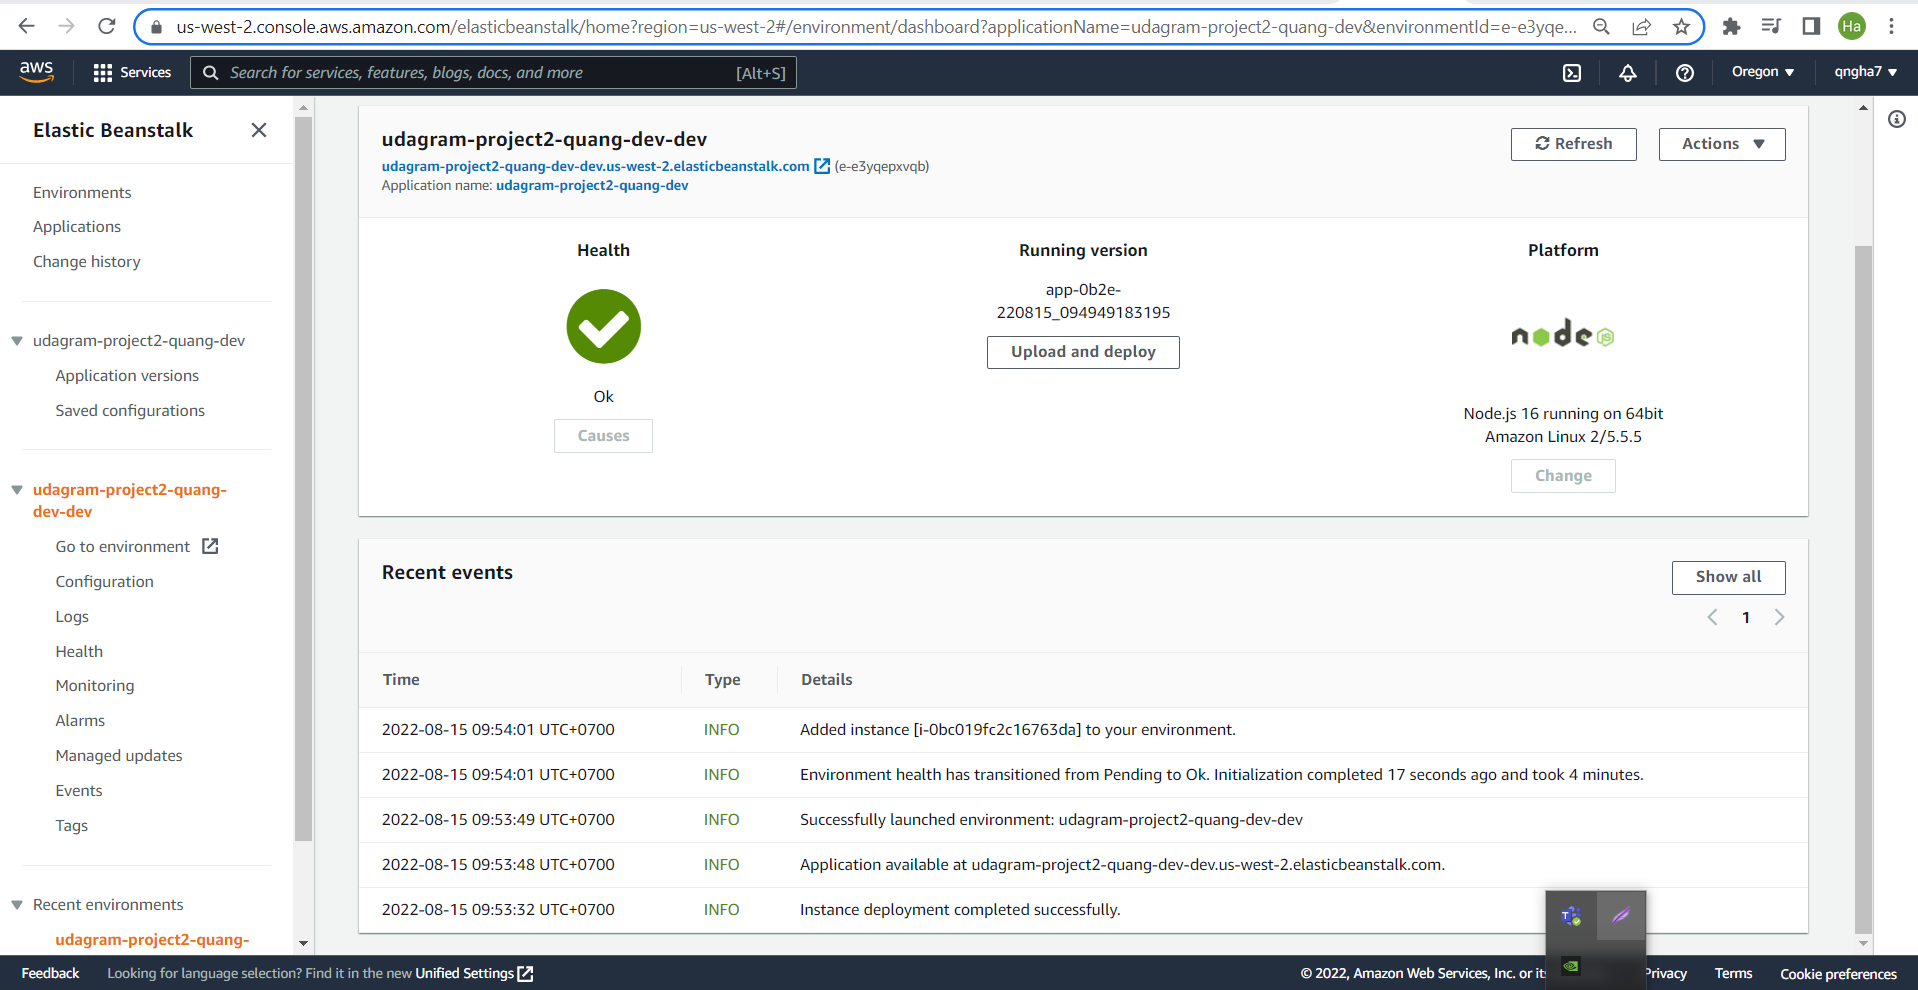 us-west-2.console.aws.amazon.com/elasticbeanstalk/home?region=us-west-2#/environment/dashboard?applicationName=udagram-project2-quang-dev&environmentId=e-e3yqe...
Ha
aws
Services
Search for services, features, blogs, docs, and more
[Alt+S]
Oregon
qngha7
Elastic Beanstalk
Environments
Applications
Change history
udagram-project2-quang-dev
Application versions
Saved configurations
udagram-project2-quang-
dev-dev
Go to environment
Configuration
Logs
Health
Monitoring
Alarms
Managed updates
Events
Tags
Recent environments
udagram-project2-quang-
udagram-project2-quang-dev-dev
udagram-project2-quang-dev-dev.us-west-2.elasticbeanstalk.com (e-e3yqepxvqb)
Application name: udagram-project2-quang-dev
Refresh
Actions
Health
Ok
Causes
Running version
app-0b2e-
220815_094949183195
Upload and deploy
Platform
node
JS
Node.js 16 running on 64bit
Amazon Linux 2/5.5.5
Change
Recent events
Show all
1
Time Type Details
2022-08-15 09:54:01 UTC+0700 INFO Added instance [i-0bc019fc2c16763da] to your environment.
2022-08-15 09:54:01 UTC+0700 INFO Environment health has transitioned from Pending to Ok. Initialization completed 17 seconds ago and took 4 minutes.
2022-08-15 09:53:49 UTC+0700 INFO Successfully launched environment: udagram-project2-quang-dev-dev
2022-08-15 09:53:48 UTC+0700 INFO Application available at udagram-project2-quang-dev-dev.us-west-2.elasticbeanstalk.com.
2022-08-15 09:53:32 UTC+0700 INFO Instance deployment completed successfully.
Feedback
Looking for language selection? Find it in the new Unified Settings
© 2022, Amazon Web Services, Inc. or its
Privacy
Terms
Cookie preferences